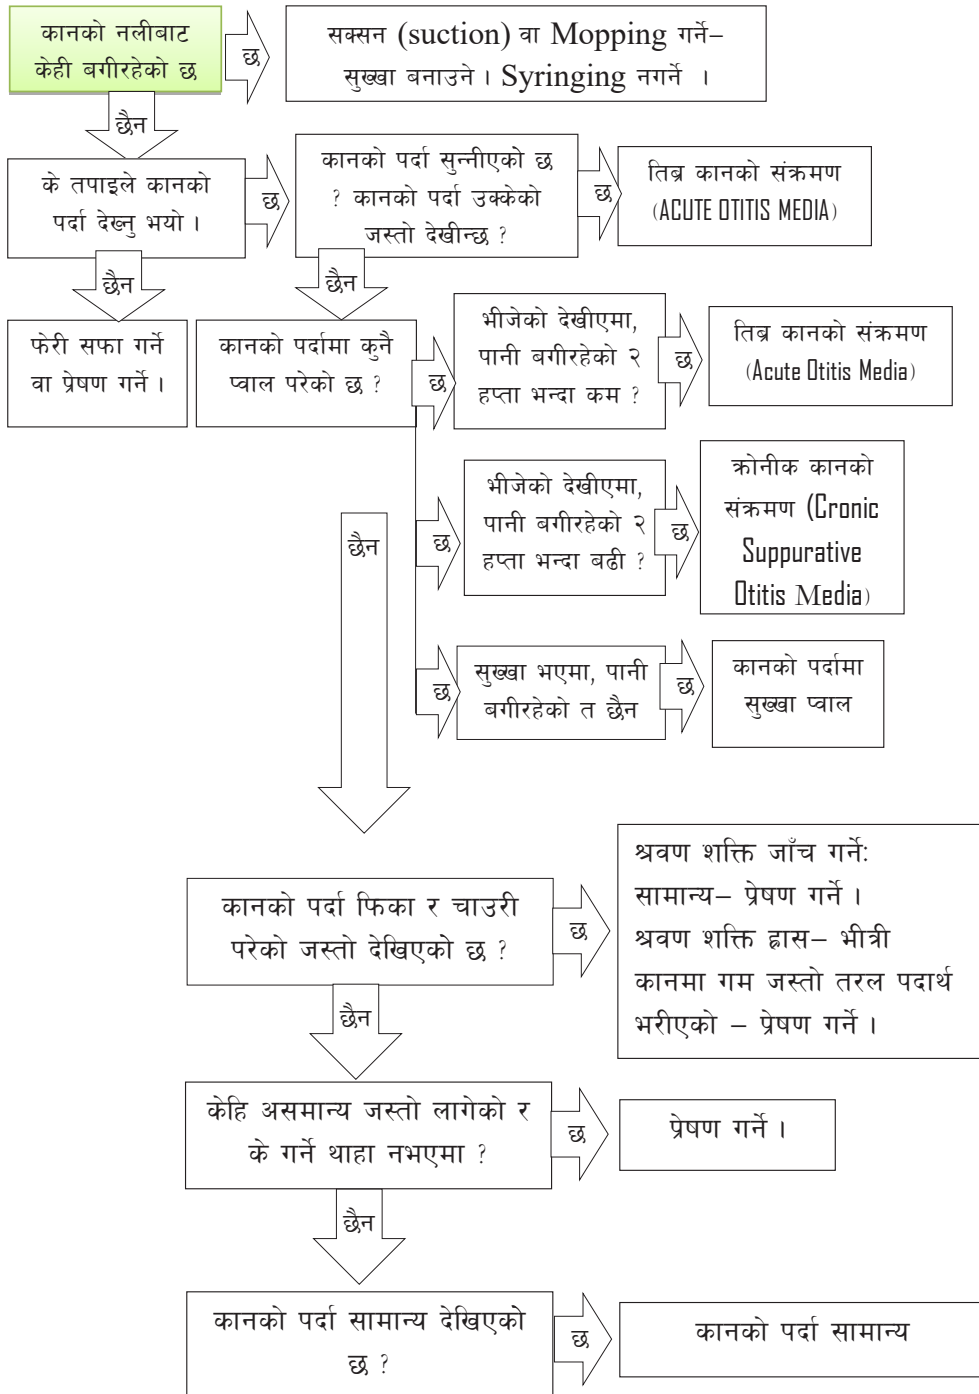 कानको नलीबाट
केही बगीरहेको छ
छ
सक्सन (suction) वा Mopping गर्ने–
सुख्खा बनाउने । Syringing नगर्ने ।
छैन
के तपाइले कानको
पर्दा देख्नु भयो ।
छ
कानको पर्दा सुन्नीएको छ
? कानको पर्दा उक्केको
जस्तो देखीन्छ ?
छ
तिब्र कानको संक्रमण
(ACUTE OTITIS MEDIA)
छैन
छैन
फेरी सफा गर्ने
वा प्रेषण गर्ने ।
कानको पर्दामा कुनै
प्वाल परेको छ ?
छ
भीजेको देखीएमा,
पानी बगीरहेको २
हप्ता भन्दा कम ?
छ
तिब्र कानको संक्रमण
(Acute Otitis Media)
छैन
छ
भीजेको देखीएमा,
पानी बगीरहेको २
हप्ता भन्दा बढी ?
छ
क्रोनीक कानको
संक्रमण (Cronic
Suppurative
Otitis Media)
छ
सुख्खा भएमा, पानी
बगीरहेको त छैन
छ
कानको पर्दामा
सुख्खा प्वाल
कानको पर्दा फिका र चाउरी
परेको जस्तो देखिएको छ ?
छ
श्रवण शक्ति जाँच गर्नेः
सामान्य– प्रेषण गर्ने ।
श्रवण शक्ति ह्रास– भीत्री
कानमा गम जस्तो तरल पदार्थ
भरीएको – प्रेषण गर्ने ।
छैन
केहि असमान्य जस्तो लागेको र
के गर्ने थाहा नभएमा ?
छ
प्रेषण गर्ने ।
छैन
कानको पर्दा सामान्य देखिएको
छ ?
छ
कानको पर्दा सामान्य